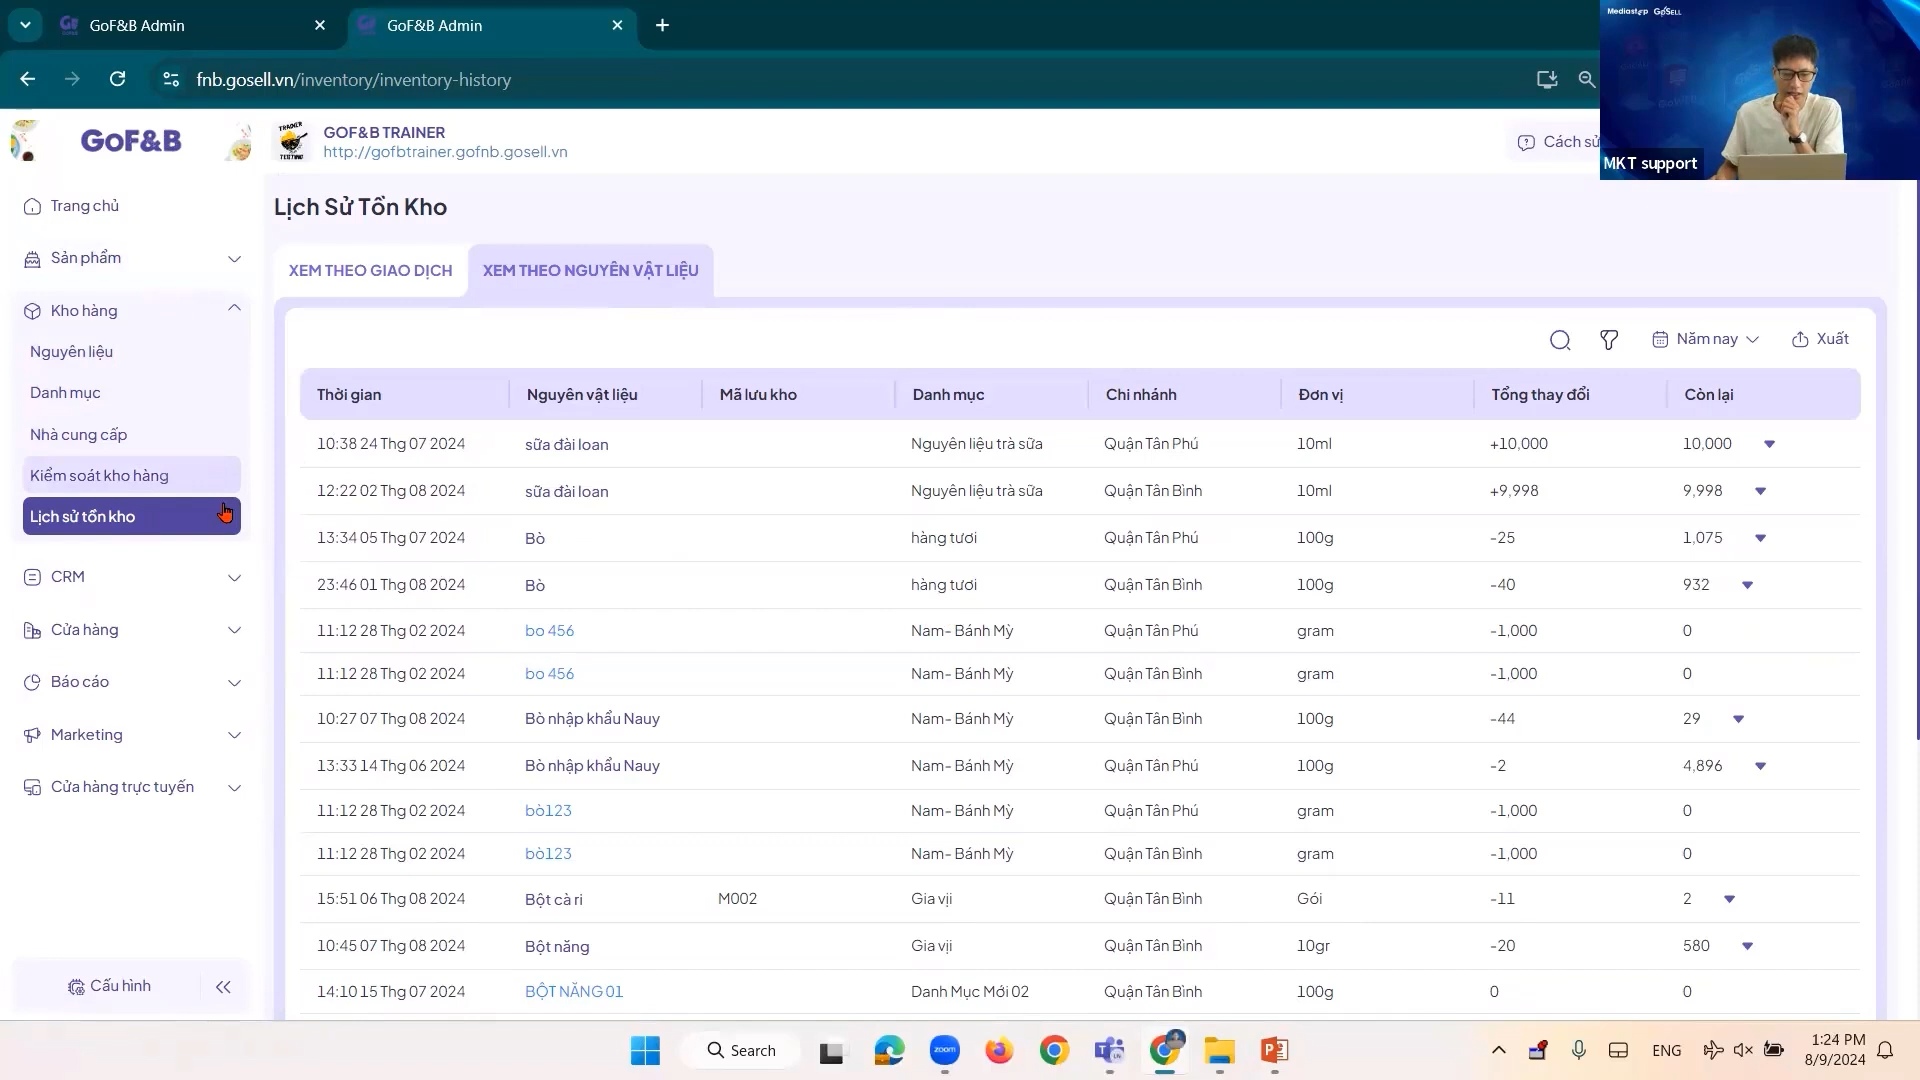 GoF&B Admin
GoF&B Admin
fnb.gosell.vn/inventory/inventory-history
Mediastep GoSELL
MKT support
GoF&B
GOF&B TRAINER
http://gofbtrainer.gofnb.gosell.vn
Cách sử
Trang chủ
Sản phẩm
Kho hàng
Nguyên liệu
Danh mục
Nhà cung cấp
Kiểm soát kho hàng
Lịch sử tồn kho
CRM
Cửa hàng
Báo cáo
Marketing
Cửa hàng trực tuyến
Cấu hình
Lịch Sử Tồn Kho
XEM THEO GIAO DỊCH XEM THEO NGUYÊN VẬT LIỆU
Năm nay Xuất
Thời gian Nguyên vật liệu Mã lưu kho Danh mục Chi nhánh Đơn vị Tổng thay đổi Còn lại
10:38 24 Thg 07 2024 sữa đài loan Nguyên liệu trà sữa Quận Tân Phú 10ml +10,000 10,000
12:22 02 Thg 08 2024 sữa đài loan Nguyên liệu trà sữa Quận Tân Bình 10ml +9,998 9,998
13:34 05 Thg 07 2024 Bò hàng tươi Quận Tân Phú 100g -25 1,075
23:46 01 Thg 08 2024 Bò hàng tươi Quận Tân Bình 100g -40 932
11:12 28 Thg 02 2024 bo 456 Nam- Bánh Mỳ Quận Tân Phú gram -1,000 0
11:12 28 Thg 02 2024 bo 456 Nam- Bánh Mỳ Quận Tân Bình gram -1,000 0
10:27 07 Thg 08 2024 Bò nhập khẩu Nauy Nam- Bánh Mỳ Quận Tân Bình 100g -44 29
13:33 14 Thg 06 2024 Bò nhập khẩu Nauy Nam- Bánh Mỳ Quận Tân Phú 100g -2 4,896
11:12 28 Thg 02 2024 bò123 Nam- Bánh Mỳ Quận Tân Phú gram -1,000 0
11:12 28 Thg 02 2024 bò123 Nam- Bánh Mỳ Quận Tân Bình gram -1,000 0
15:51 06 Thg 08 2024 Bột cà ri M002 Gia vị Quận Tân Bình Gói -11 2
10:45 07 Thg 08 2024 Bột năng Gia vị Quận Tân Bình 10gr -20 580
14:10 15 Thg 07 2024 BỘT NĂNG 01 Danh Mục Mới 02 Quận Tân Bình 100g 0 0
Search
zoom
ENG
1:24 PM
8/9/2024